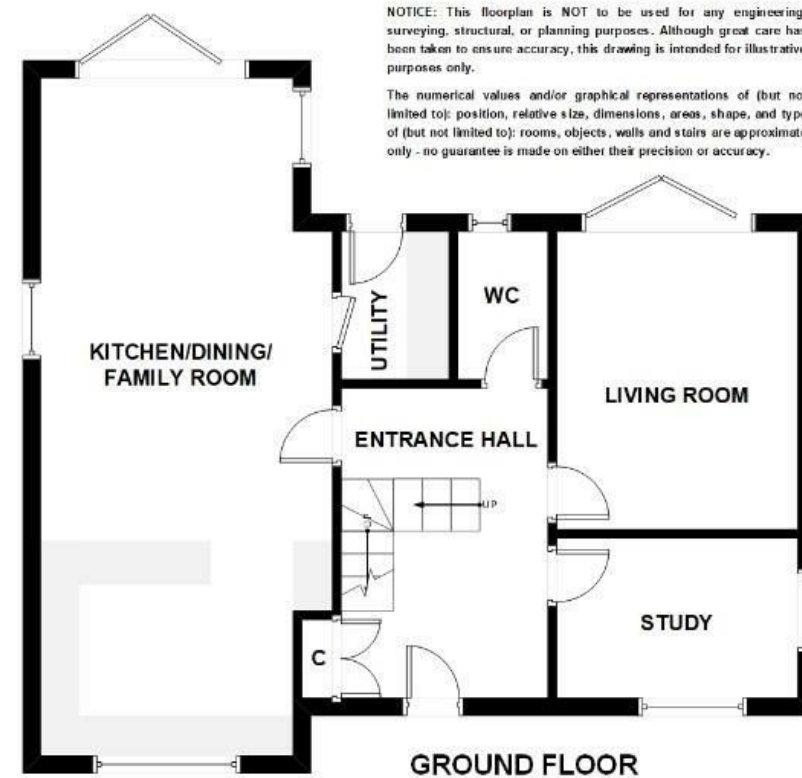 NOTICE: This floorplan is NOT to be used for any engineering
surveying, structural, or planning purposes. Although great care has
been taken to ensure accuracy, this drawing is intended for illustrative
purposes only.
The numerical values and/or graphical representations of (but no
limited to): position, relative size, dimensions, areas, shape, and type
of (but not limited to): rooms, objects, walls and stairs are approximate
only - no guarantee is made on either their precision or accuracy.
WC
UTILITY
KITCHEN/DINING/
FAMILY ROOM
LIVING ROOM
ENTRANCE HALL
UP
UP
STUDY
C
GROUND FLOOR